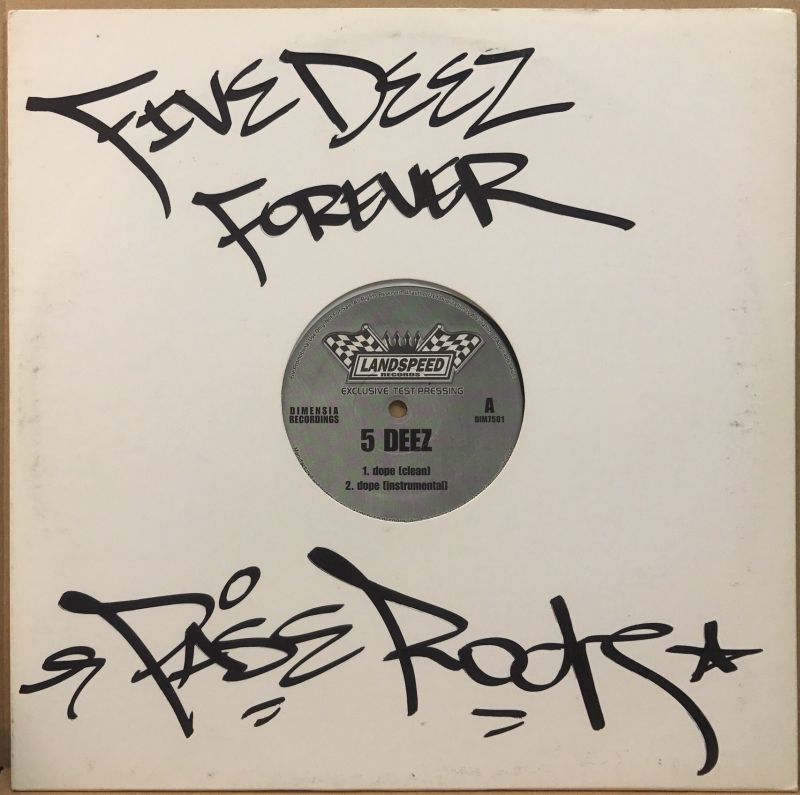 FIVE DEEZ
FOREVER
LANDSPEED
RECORDS
EXCLUSIVE TEST PRESSING
DIMENSIA
RECORDINGS
A
DIM7501
5 DEEZ
1. dope (clean)
2. dope (instrumental)
PASE ROCK